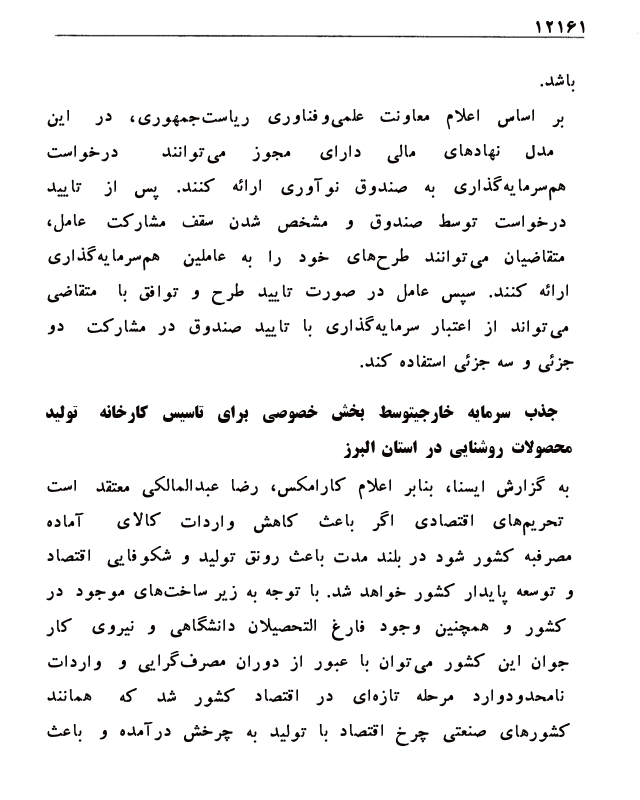 ۱۲۱۶۱
باشد.
بر اساس اعلام معاونت علمی‌وفناوری ریاست‌جمهوری، در این
مدل نهادهای مالی دارای مجوز می‌توانند درخواست
هم‌سرمایه‌گذاری به صندوق نوآوری ارائه کنند. پس از تایید
درخواست توسط صندوق و مشخص شدن سقف مشارکت عامل،
متقاضیان می‌توانند طرح‌های خود را به عاملین هم‌سرمایه‌گذاری
ارائه کنند. سپس عامل در صورت تایید طرح و توافق با متقاضی
می‌تواند از اعتبار سرمایه‌گذاری با تایید صندوق در مشارکت دو
جزئی و سه جزئی استفاده کند.
جذب سرمایه خارجیتوسط بخش خصوصی برای تاسیس کارخانه تولید
محصولات روشنایی در استان البرز
به گزارش ایسنا، بنابر اعلام کارامکس، رضا عبدالمالکی معتقد است
تحریم‌های اقتصادی اگر باعث کاهش واردات کالای آماده
مصرفبه کشور شود در بلند مدت باعث رونق تولید و شکوفایی اقتصاد
و توسعه پایدار کشور خواهد شد. با توجه به زیر ساخت‌های موجود در
کشور و همچنین وجود فارغ التحصیلان دانشگاهی و نیروی کار
جوان این کشور می‌توان با عبور از دوران مصرف‌گرایی و واردات
نامحدودوارد مرحله تازه‌ای در اقتصاد کشور شد که همانند
کشورهای صنعتی چرخ اقتصاد با تولید به چرخش درآمده و باعث